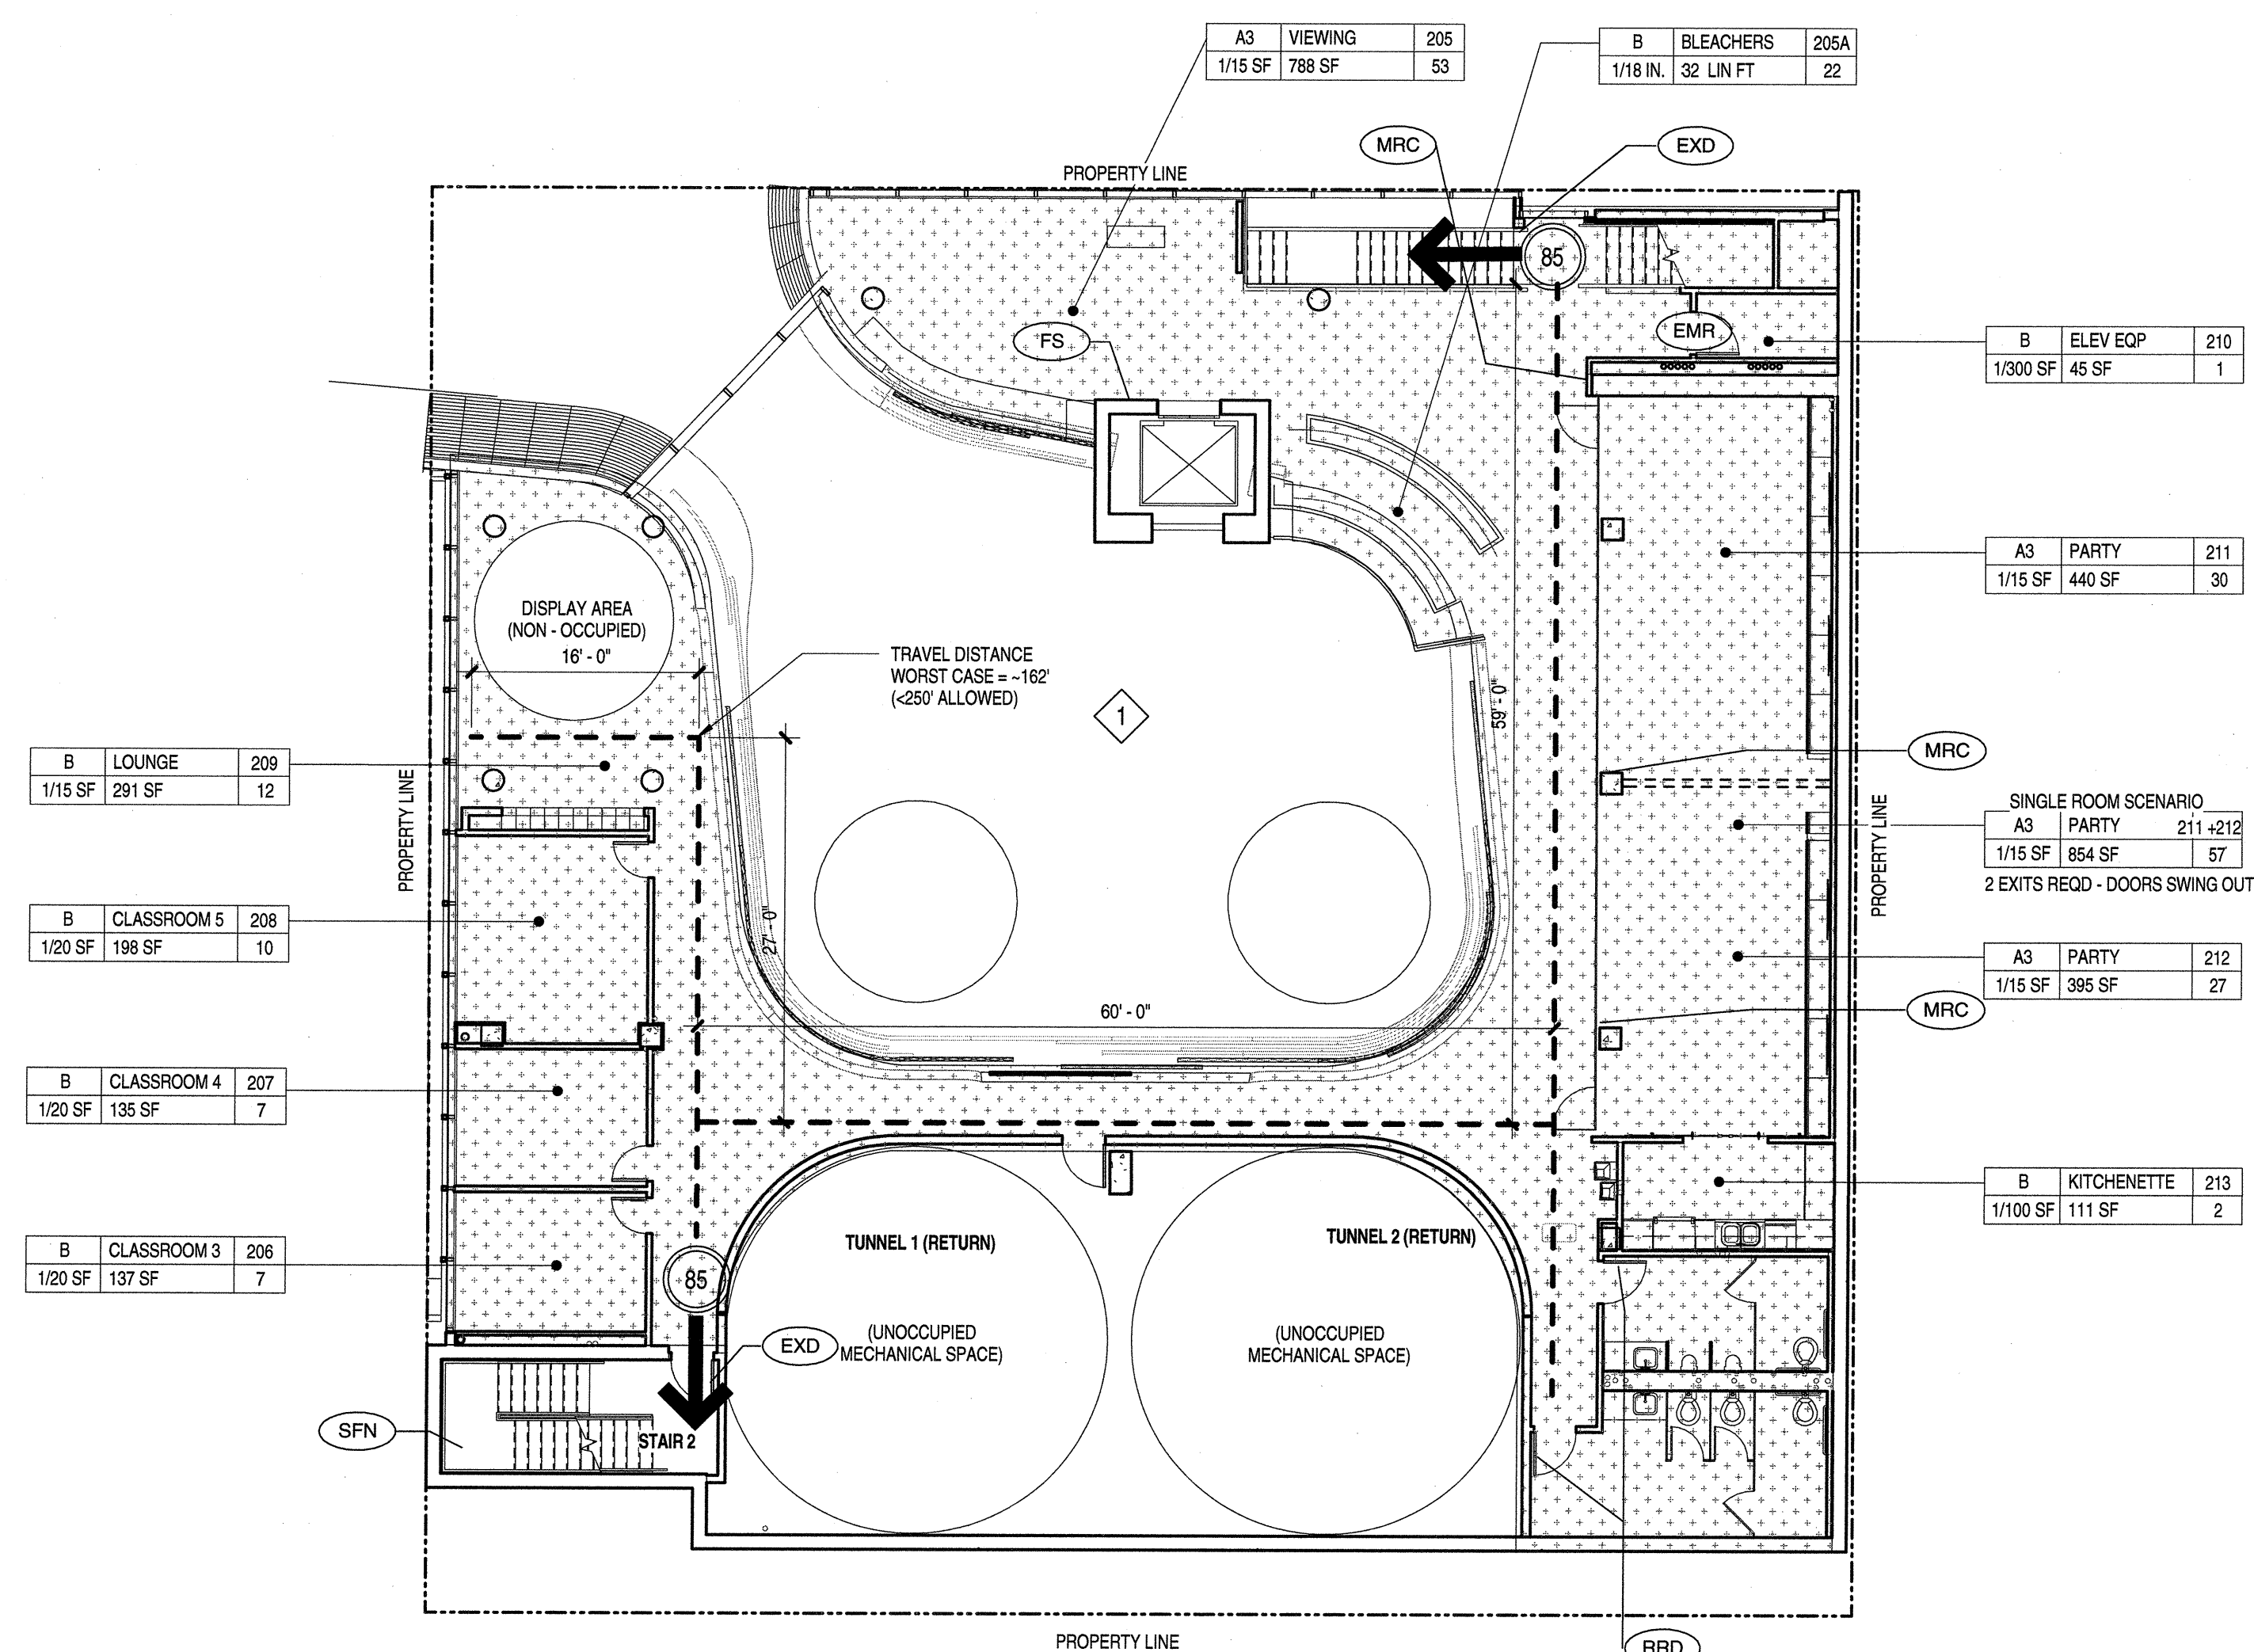 A3 VIEWING 205
1/15 SF 788 SF 53
B BLEACHERS 205A
1/18 IN. 32 LIN FT 22
MRC
EXD
PROPERTY LINE
85
FS
EMR
B ELEV EQP 210
1/300 SF 45 SF 1
A3 PARTY 211
1/15 SF 440 SF 30
DISPLAY AREA
(NON - OCCUPIED)
16' - 0"
TRAVEL DISTANCE
WORST CASE = ~162'
(<250' ALLOWED)
1
59' - 0"
B LOUNGE 209
1/15 SF 291 SF 12
PROPERTY LINE
MRC
SINGLE ROOM SCENARIO
A3 PARTY 211 +212
1/15 SF 854 SF 57
2 EXITS REQD - DOORS SWING OUT
PROPERTY LINE
B CLASSROOM 5 208
1/20 SF 198 SF 10
27' - 0"
A3 PARTY 212
1/15 SF 395 SF 27
MRC
60' - 0"
B CLASSROOM 4 207
1/20 SF 135 SF 7
B KITCHENETTE 213
1/100 SF 111 SF 2
B CLASSROOM 3 206
1/20 SF 137 SF 7
TUNNEL 1 (RETURN)
TUNNEL 2 (RETURN)
85
EXD
(UNOCCUPIED
MECHANICAL SPACE)
(UNOCCUPIED
MECHANICAL SPACE)
SFN
STAIR 2
PROPERTY LINE
RRD